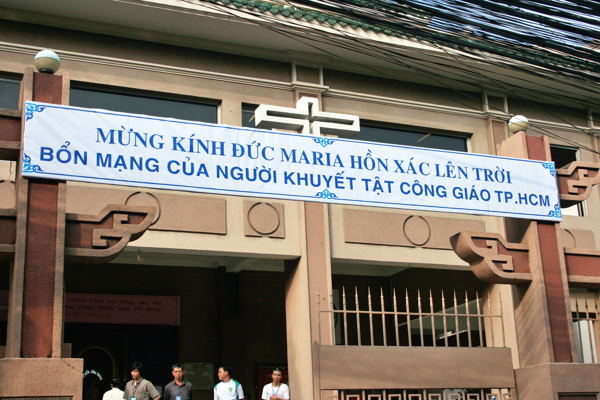 MỪNG KÍNH ĐỨC MARIA HỒN XÁC LÊN TRỜI
BỔN MẠNG CỦA NGƯỜI KHUYẾT TẬT CÔNG GIÁO TP.HCM